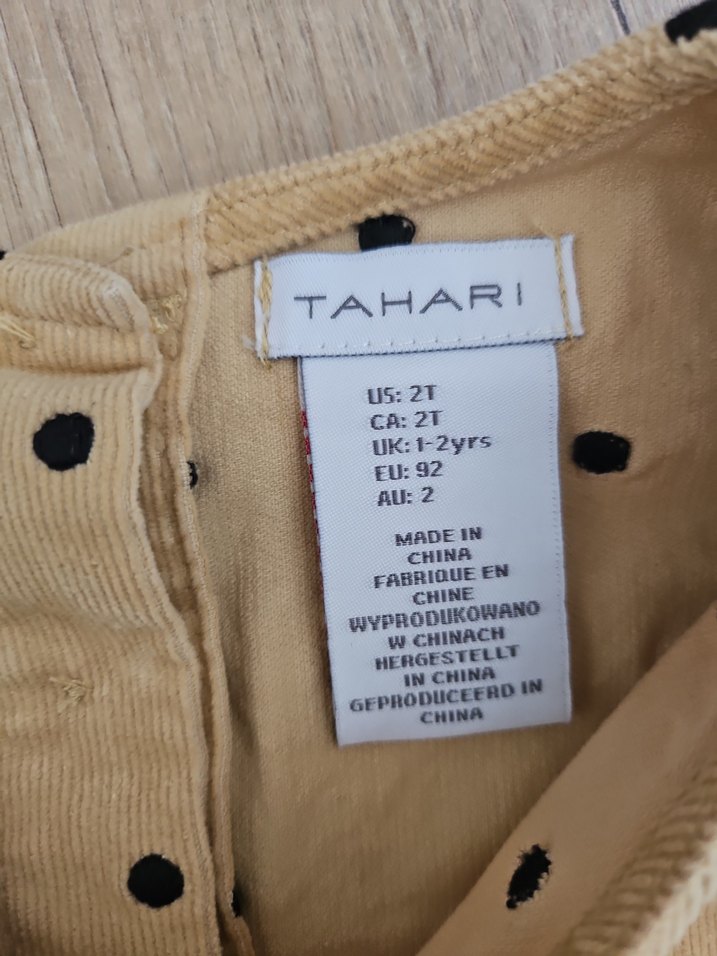 TAHARI
US: 2T
CA: 2T
UK: 1-2yrs
EU: 92
AU: 2
MADE IN
CHINA
FABRIQUE EN
CHINE
WYPRODUKOWANO
W CHINACH
HERGESTELLT
IN CHINA
GEPRODUCEERD IN
CHINA